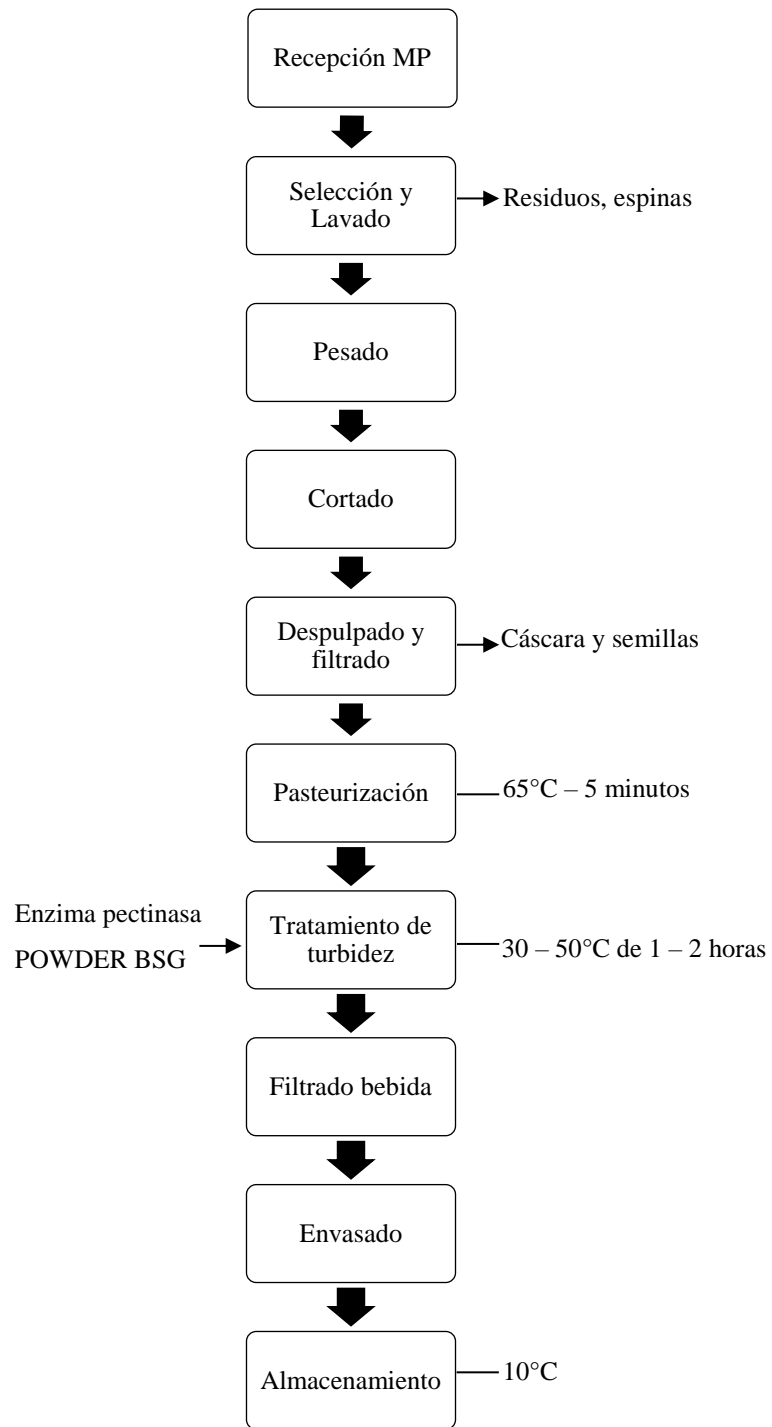 Recepción MP
Selección y
Lavado
Residuos, espinas
Pesado
Cortado
Despulpado y
filtrado
Cáscara y semillas
Pasteurización
65°C – 5 minutos
Enzima pectinasa
POWDER BSG
Tratamiento de
turbidez
30 – 50°C de 1 – 2 horas
Filtrado bebida
Envasado
Almacenamiento
10°C